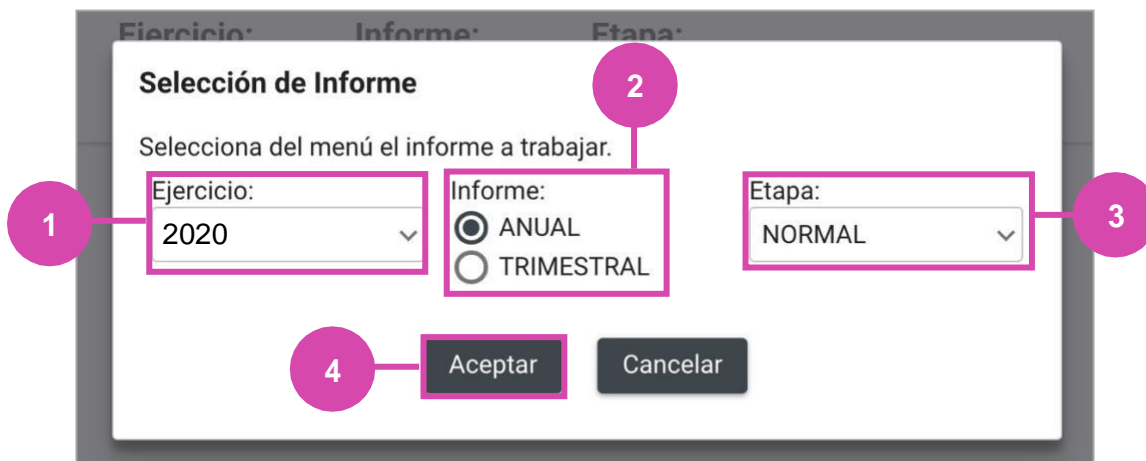 Ejercicio: Informe: Etapa:
Selección de Informe
2
Selecciona del menú el informe a trabajar.
Ejercicio: Informe: Etapa:
1
2020
ANUAL
NORMAL
3
TRIMESTRAL
4
Aceptar Cancelar